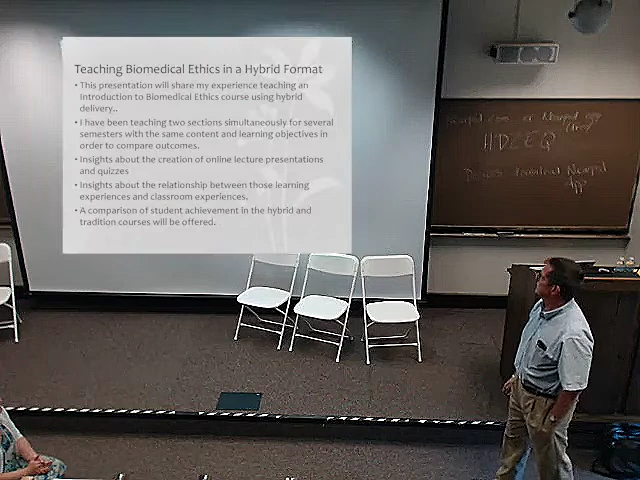 Teaching Biomedical Ethics in a Hybrid Format
• This presentation will share my experience teaching an
Introduction to Biomedical Ethics course using hybrid
delivery..
• I have been teaching two sections simultaneously for several
semesters with the same content and learning objectives in
order to compare outcomes.
• Insights about the creation of online lecture presentations
and quizzes
• Insights about the relationship between those learning
experiences and classroom experiences.
• A comparison of student achievement in the hybrid and
tradition courses will be offered.